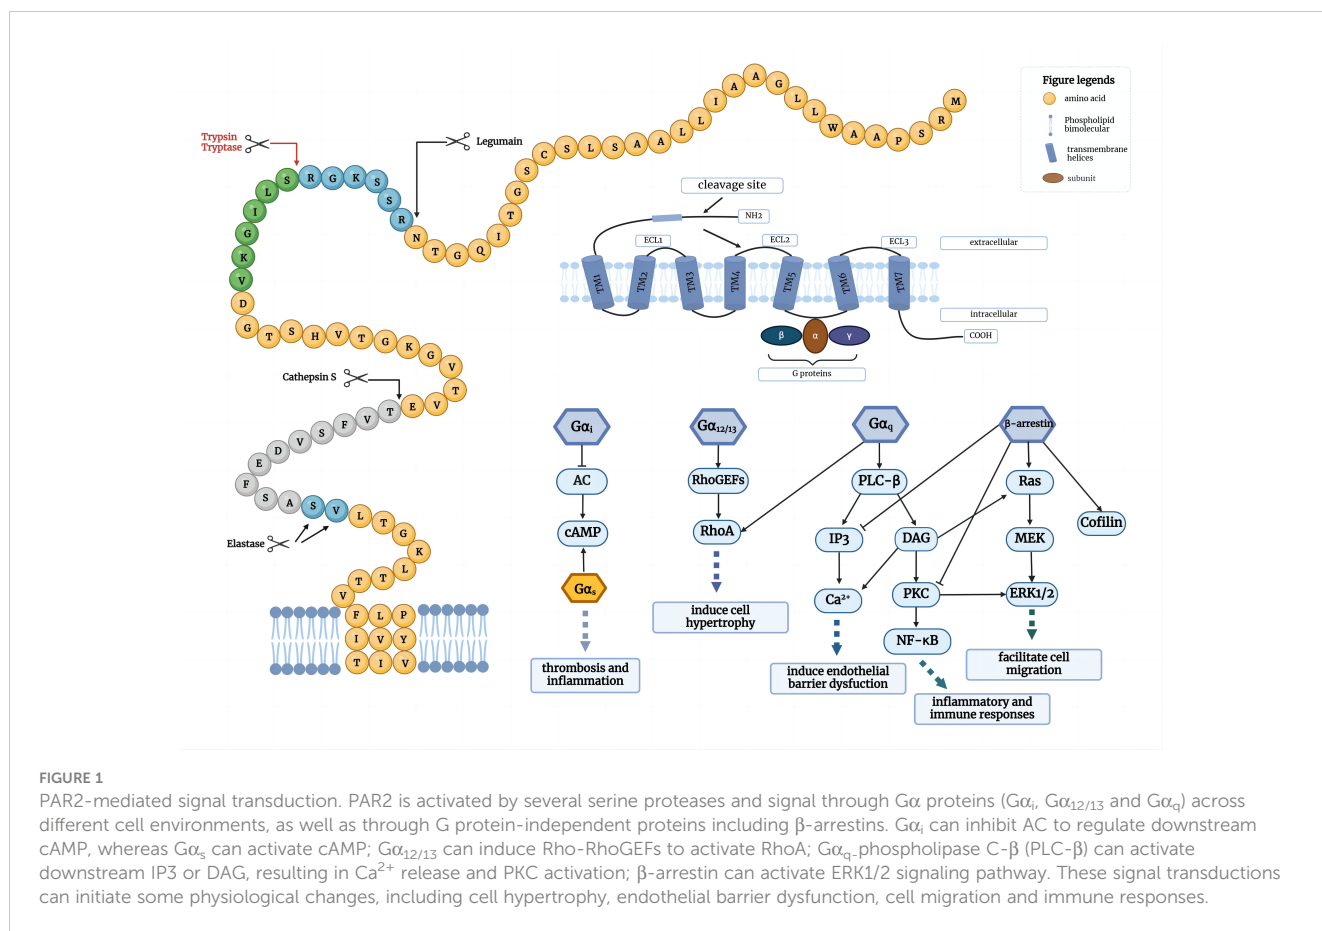 Figure legends
amino acid
Phospholipid
bimolecular
transmembrane
helices
subunit
Trypsin
Tryptase
Legumain
M R S P A A W L L G A A I L L A A S L S C S G T I Q G T N
R S S K G R
S L I G K V
D G T S H V T G K G V T V E
Cathepsin S
T V F S V D E F S A
S V
Elastase
L T G K L T T V
F L P
I V Y
T I V
cleavage site
NH2
ECL1
ECL2
ECL3
extracellular
TM1
TM2
TM3
TM4
TM5
TM6
TM7
intracellular
COOH
β
α
γ
G proteins
Gαi
Gα12/13
Gαq
β-arrestin
AC
RhoGEFs
PLC-β
Ras
cAMP
RhoA
IP3
DAG
MEK
Cofilin
Gαs
Ca²⁺
PKC
ERK1/2
NF-κB
induce cell
hypertrophy
thrombosis and
inflammation
induce endothelial
barrier dysfuction
facilitate cell
migration
inflammatory and
immune responses
FIGURE 1
PAR2-mediated signal transduction. PAR2 is activated by several serine proteases and signal through Gα proteins (Gαi, Gα12/13 and Gαq) across
different cell environments, as well as through G protein-independent proteins including β-arrestins. Gαi can inhibit AC to regulate downstream
cAMP, whereas Gαs can activate cAMP; Gα12/13 can induce Rho-RhoGEFs to activate RhoA; Gαq-phospholipase C-β (PLC-β) can activate
downstream IP3 or DAG, resulting in Ca²⁺ release and PKC activation; β-arrestin can activate ERK1/2 signaling pathway. These signal transductions
can initiate some physiological changes, including cell hypertrophy, endothelial barrier dysfunction, cell migration and immune responses.